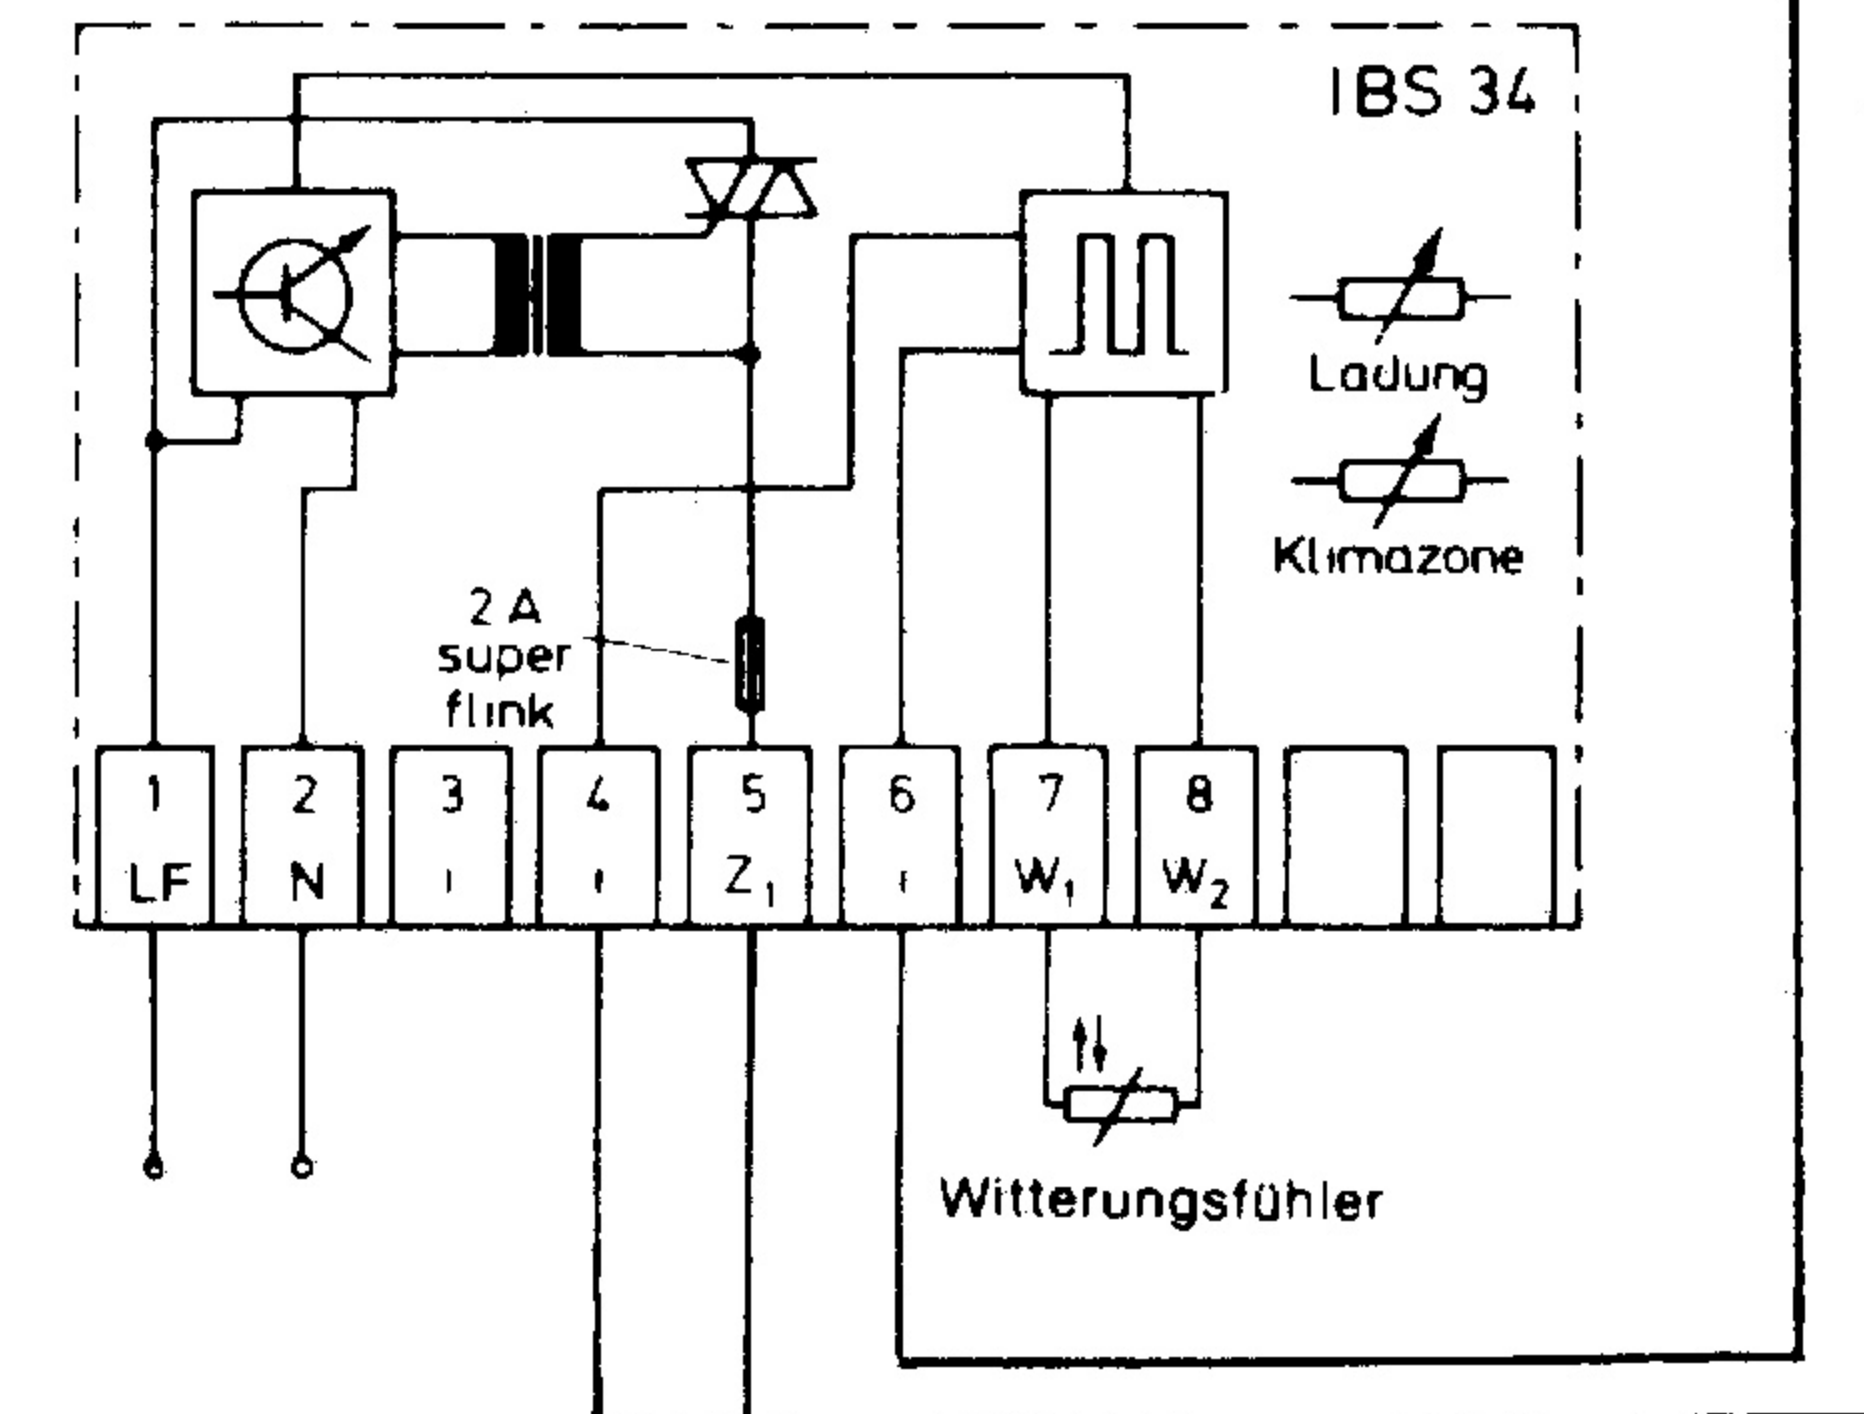 IBS 34
Ladung
Klimazone
2 A
super
flink
1 2 3 4 5 6 7 8
LF N Z₁ W₁ W₂
Witterungsfühler